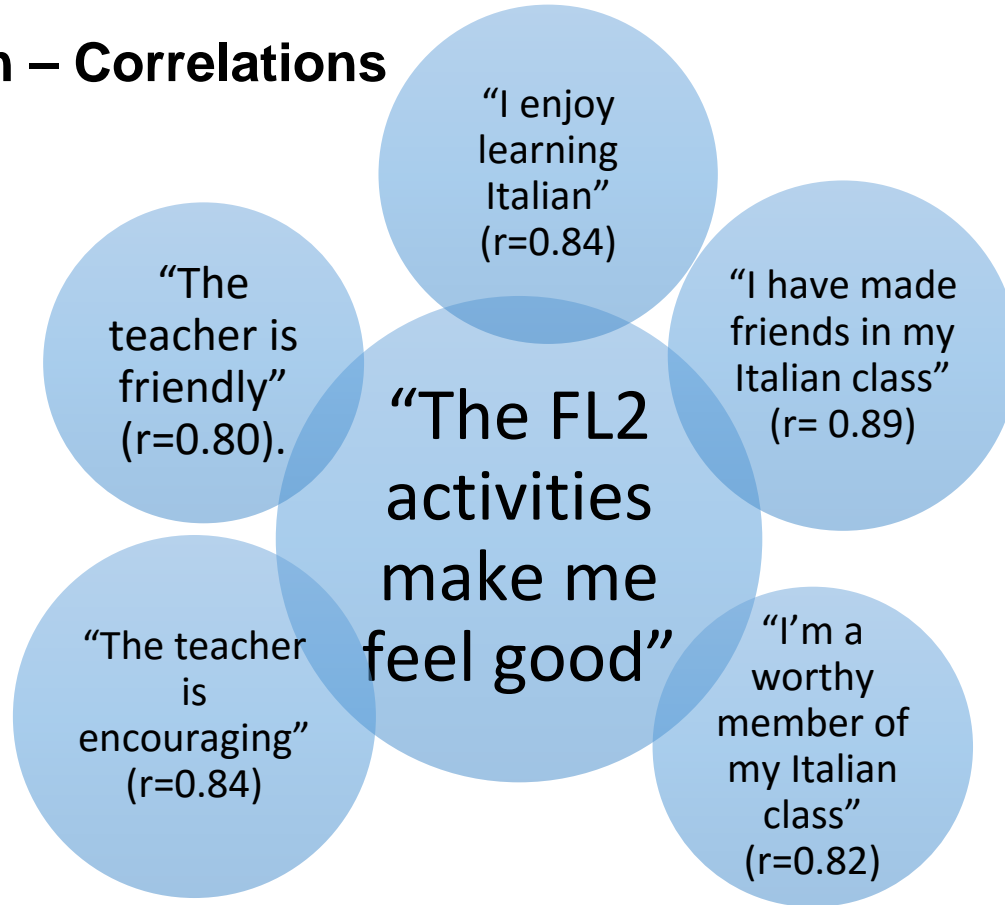 n – Correlations
“I enjoy
learning
Italian”
(r=0.84)
“I have made
friends in my
Italian class”
(r= 0.89)
“I’m a
worthy
member of
my Italian
class”
(r=0.82)
“The teacher
is
encouraging”
(r=0.84)
“The
teacher is
friendly”
(r=0.80).
“The FL2
activities
make me
feel good”